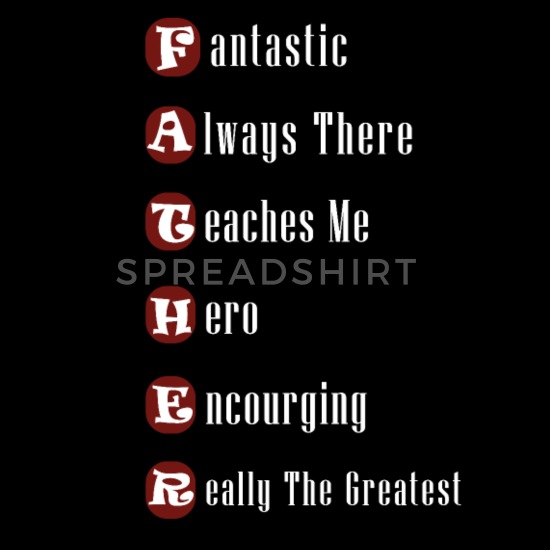 Fantastic
Always There
Teaches Me
SPREADSHIRT
Hero
Encourging
Really The Greatest